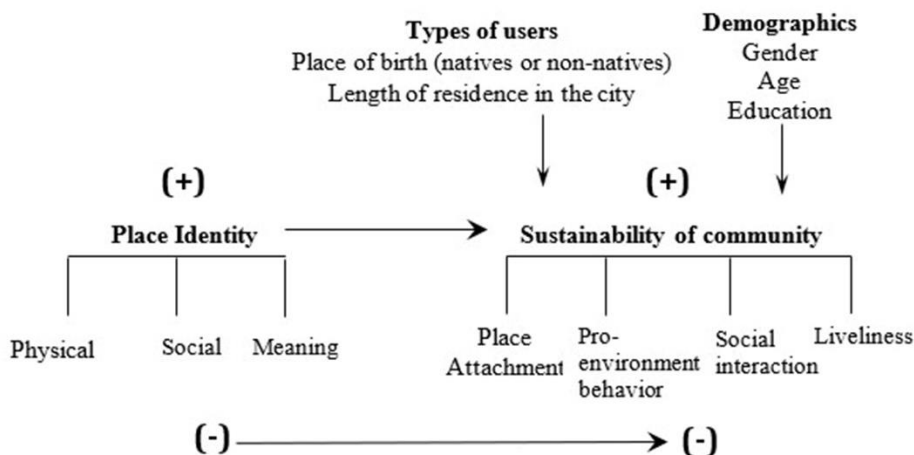 Types of users
Place of birth (natives or non-natives)
Length of residence in the city
Demographics
Gender
Age
Education
(+)
(+)
Place Identity
Sustainability of community
Physical
Social
Meaning
Place
Attachment
Pro-
environment
behavior
Social
interaction
Liveliness
(-)
(-)